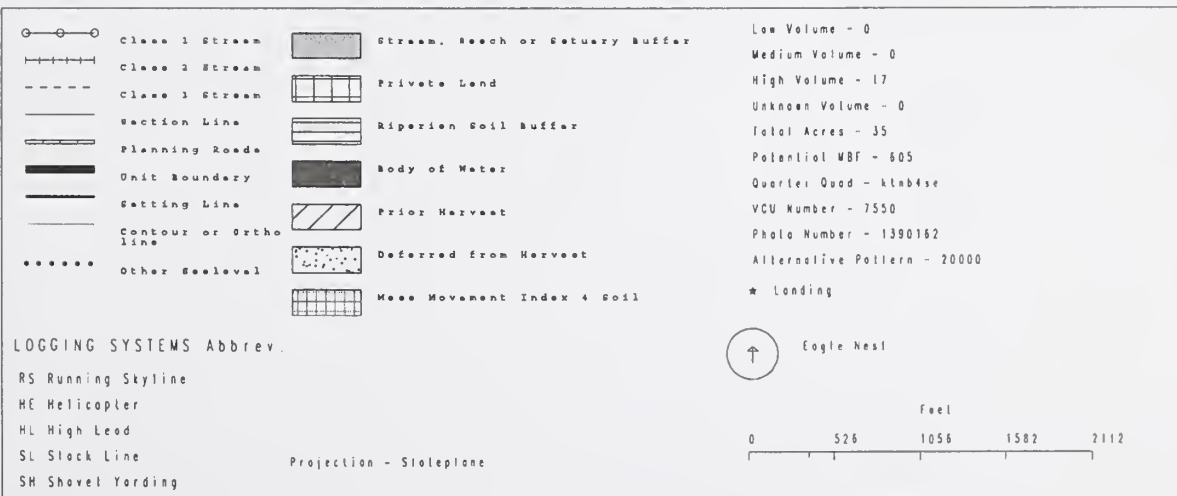 Class 1 Stream
Class 2 Stream
Class 3 Stream
Section Line
Planning Roads
Unit Boundary
Setting Line
Contour or Ortho
line
Other Sealeval
Stream, Beech or Estuary Buffer
Private Land
Riparian Soil Buffer
Body of Water
Prior Harvest
Deferred from Harvest
Mass Movement Index 4 Soil
Low Volume - 0
Medium Volume - 0
High Volume - 17
Unknown Volume - 0
Total Acres - 35
Potential MBF - 605
Quarter Quad - ktnb4se
VCU Number - 7550
Photo Number - 1390162
Alternative Pattern - 20000
★ Landing
Eagle Nest
LOGGING SYSTEMS Abbrev.
RS Running Skyline
HE Helicopter
HL High Lead
SL Slack Line
SH Shovel Yarding
Projection - Stateplane
Feet
0 526 1056 1582 2112